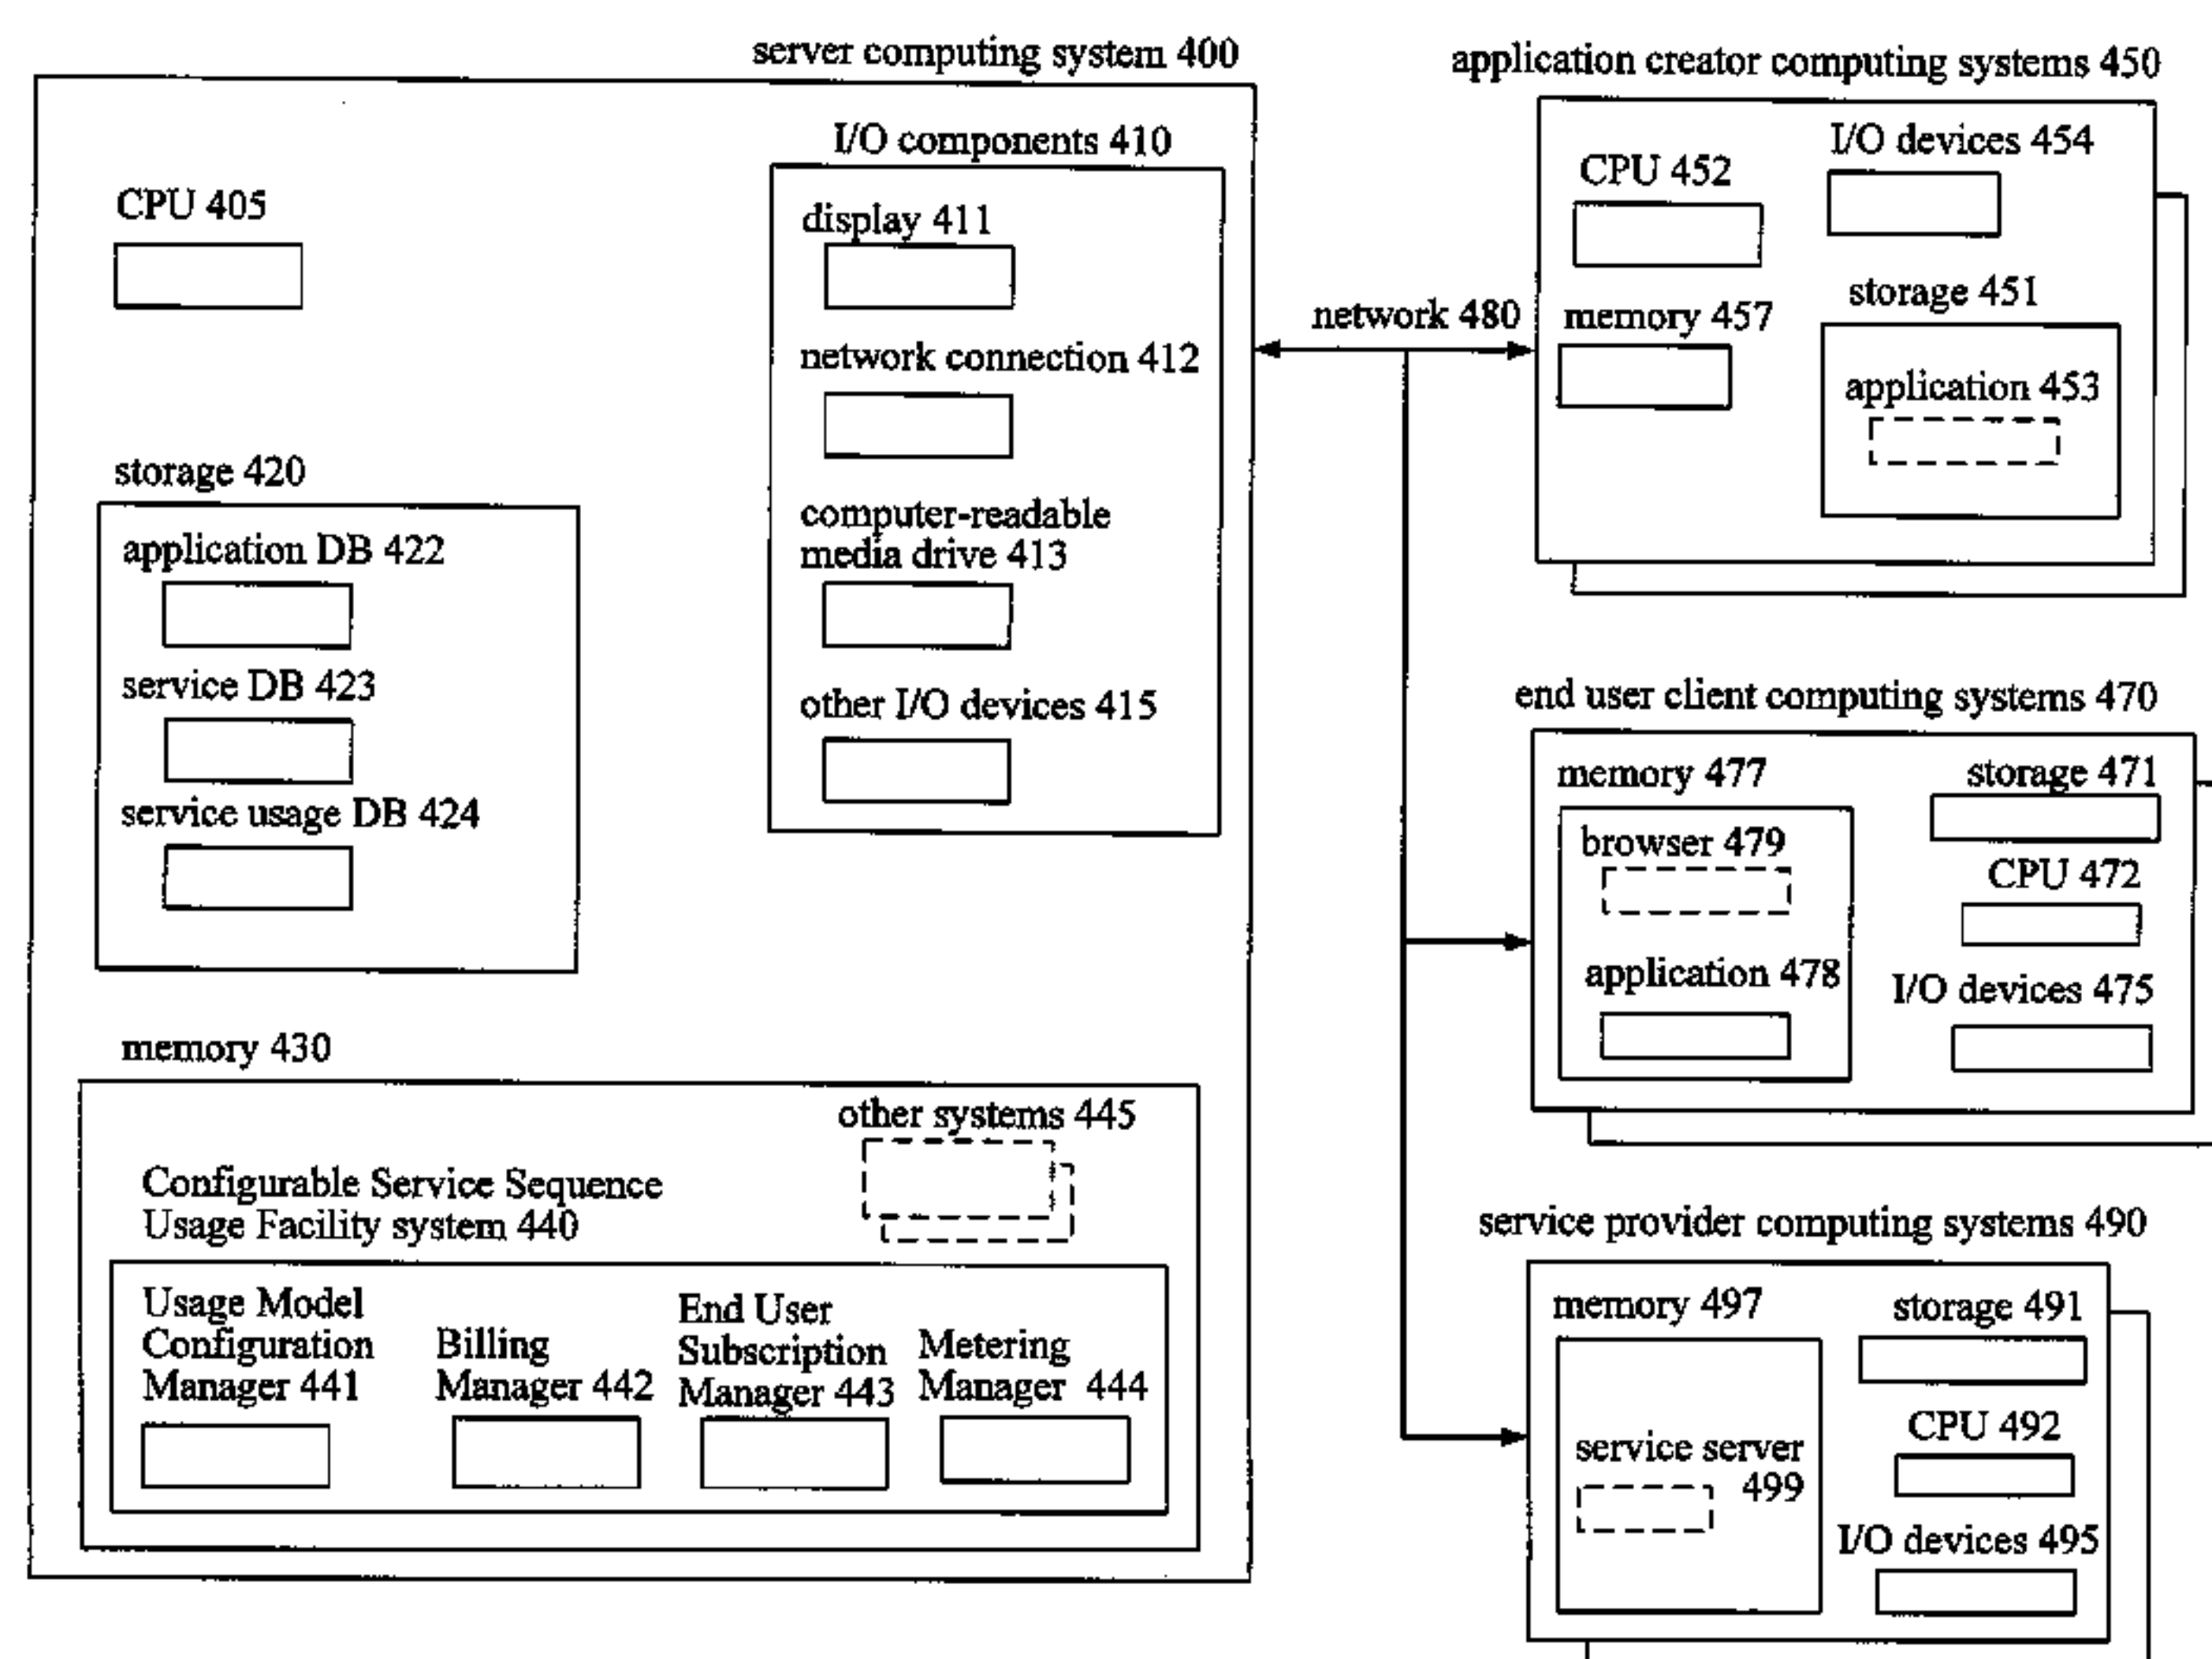 server computing system 400
I/O components 410
CPU 405
display 411
network connection 412
storage 420
computer-readable
media drive 413
application DB 422
service DB 423
other I/O devices 415
service usage DB 424
memory 430
other systems 445
Configurable Service Sequence
Usage Facility system 440
Usage Model
Configuration
Manager 441
Billing
Manager 442
End User
Subscription
Manager 443
Metering
Manager 444
network 480
application creator computing systems 450
I/O devices 454
CPU 452
storage 451
memory 457
application 453
end user client computing systems 470
memory 477
storage 471
browser 479
CPU 472
application 478
I/O devices 475
service provider computing systems 490
memory 497
storage 491
CPU 492
service server
499
I/O devices 495